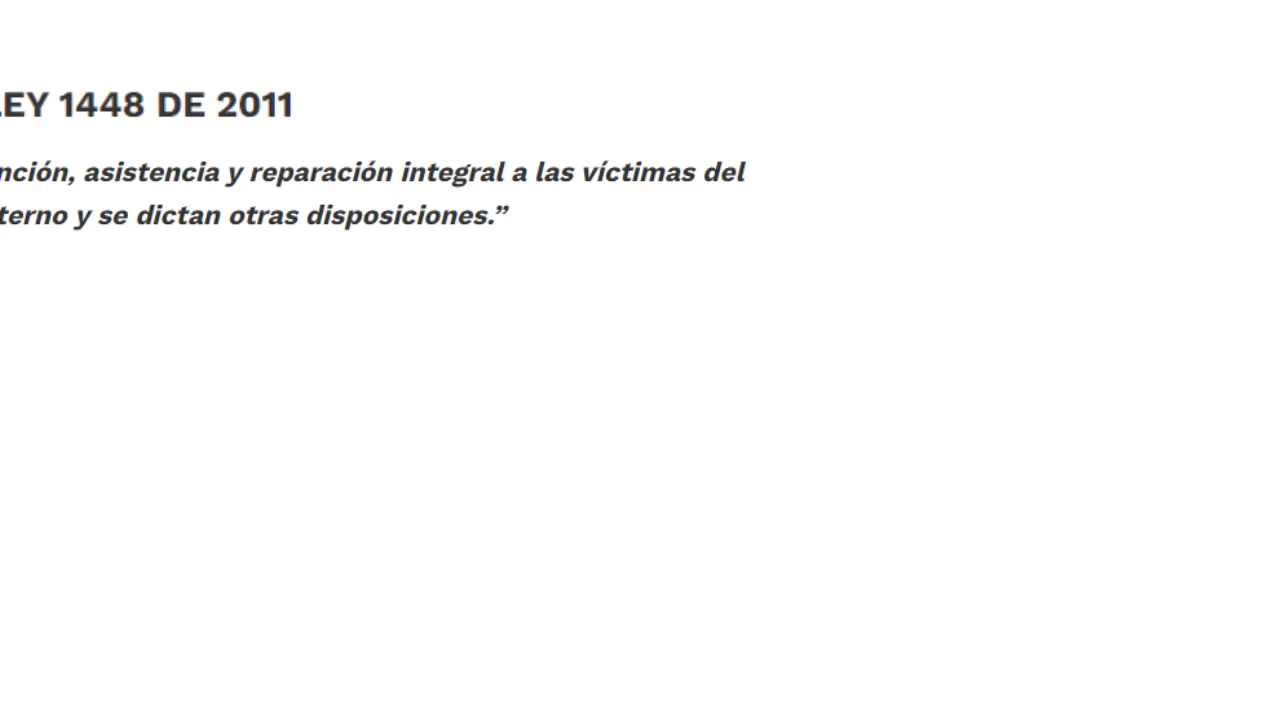 LEY 1448 DE 2011
nción, asistencia y reparación integral a las víctimas del
terno y se dictan otras disposiciones.”